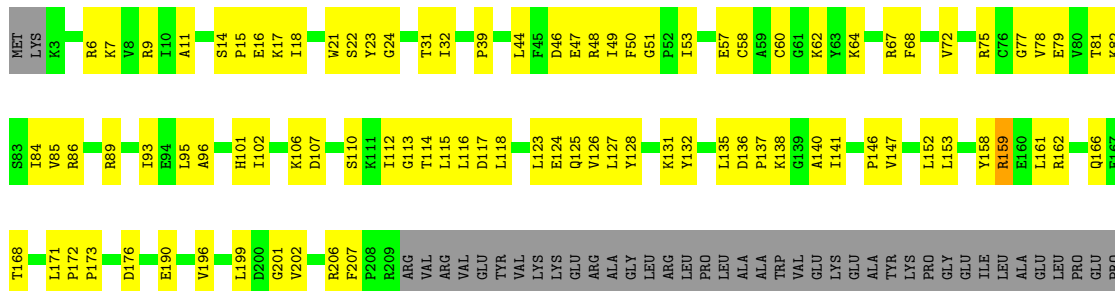 MET LYS K3 R6 K7 V8 R9 I10 A11 S14 P15 E16 K17 I18 W21 S22 Y23 G24 T31 I32 P39 L44 F45 D46 E47 R48 I49 F50 G51 P52 I53 E57 C58 A59 C60 G61 K62 Y63 K64 R67 F68 V72 R75 C76 G77 V78 E79 V80 T81
S83 I84 V85 R86 R89 I93 E94 L95 A96 H101 I102 K106 D107 S110 K111 I112 G113 T114 L115 L116 D117 L118 L123 E124 Q125 V126 L127 Y128 K131 Y132 L135 D136 P137 K138 G139 A140 I141 P146 V147 L152 L153 Y158 R159 E160 L161 R162 Q166
T168 L171 P172 P173 D176 E190 V196 L199 D200 G201 V202 R206 F207 P208 R209 ARG VAL ARG VAL GLU TYR VAL LYS LYS GLU ARG ALA GLY LEU ARG LEU PRO LEU ALA ALA TRP VAL GLU LYS GLU ALA TYR LYS PRO GLY GLU ILE LEU ALA GLU LEU PRO GLU